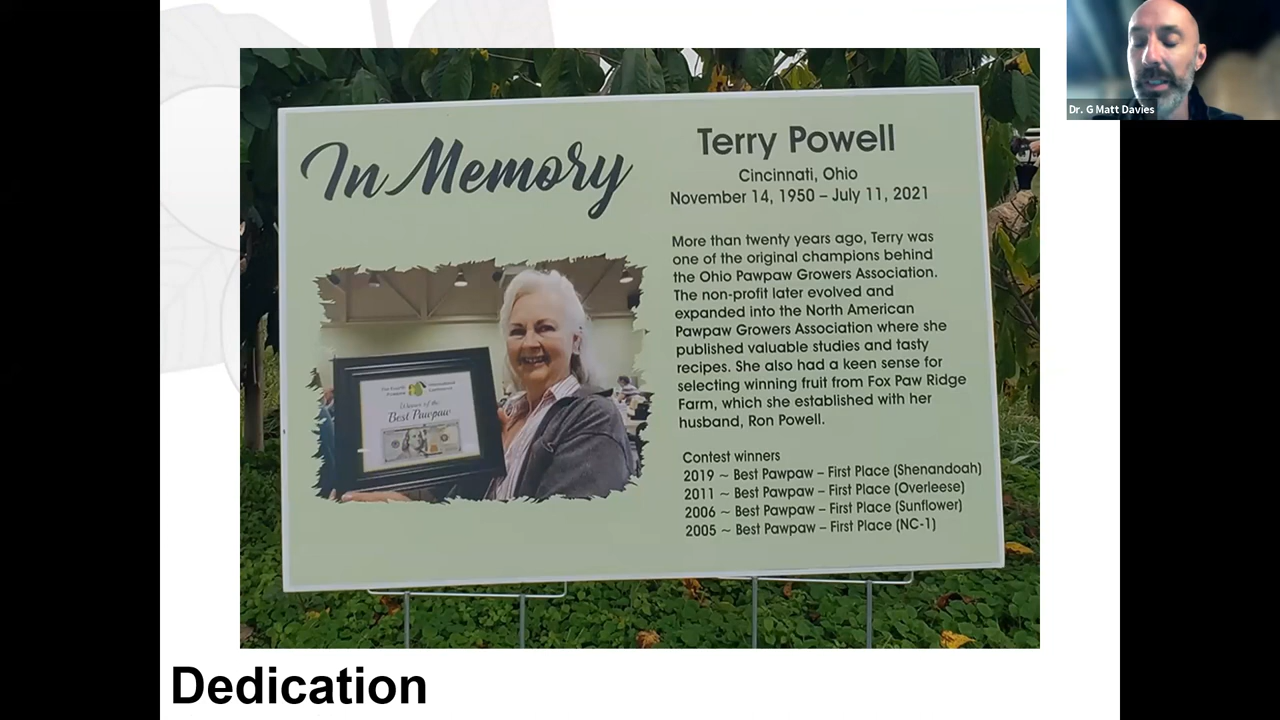 Dr. G Matt Davies
In Memory
Terry Powell
Cincinnati, Ohio
November 14, 1950 – July 11, 2021
More than twenty years ago, Terry was
one of the original champions behind
the Ohio Pawpaw Growers Association.
The non-profit later evolved and
expanded into the North American
Pawpaw Growers Association where she
published valuable studies and tasty
recipes. She also had a keen sense for
selecting winning fruit from Fox Paw Ridge
Farm, which she established with her
husband, Ron Powell.
Contest winners
2019 ~ Best Pawpaw – First Place (Shenandoah)
2011 ~ Best Pawpaw – First Place (Overleese)
2006 ~ Best Pawpaw – First Place (Sunflower)
2005 ~ Best Pawpaw – First Place (NC-1)
Winner of the
Best Pawpaw
Dedication